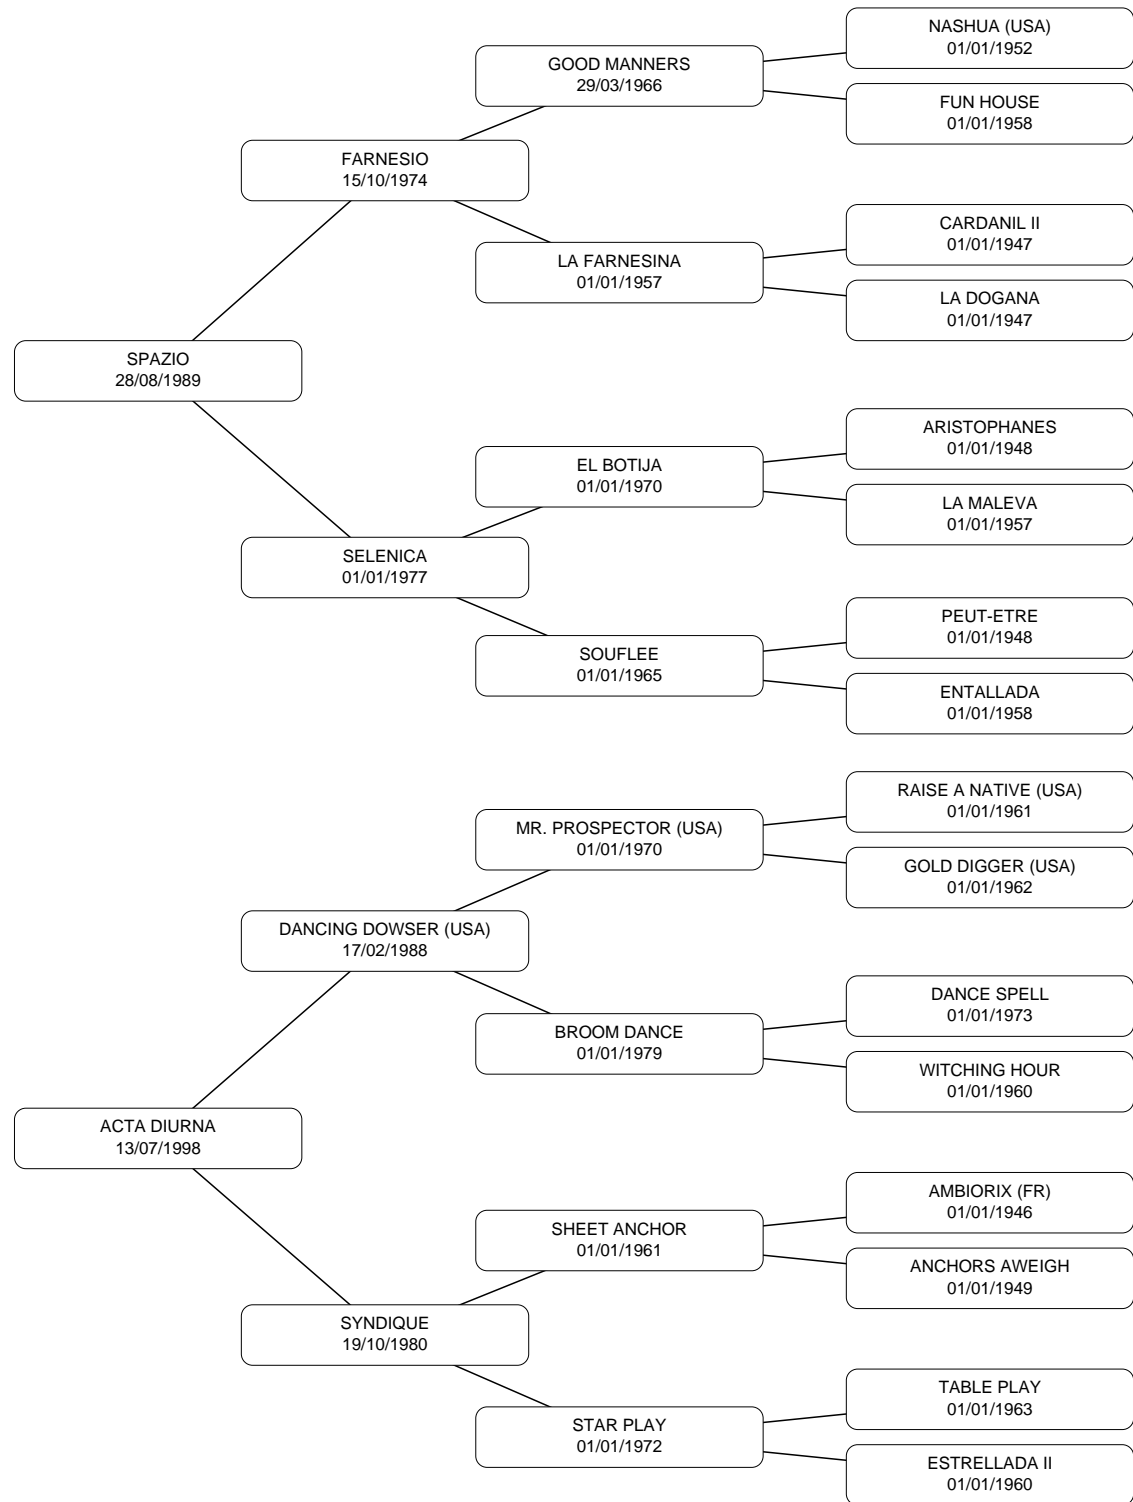 NASHUA (USA)
01/01/1952
GOOD MANNERS
29/03/1966
FUN HOUSE
01/01/1958
FARNESIO
15/10/1974
CARDANIL II
01/01/1947
LA FARNESINA
01/01/1957
LA DOGANA
01/01/1947
SPAZIO
28/08/1989
ARISTOPHANES
01/01/1948
EL BOTIJA
01/01/1970
LA MALEVA
01/01/1957
SELENICA
01/01/1977
PEUT-ETRE
01/01/1948
SOUFLEE
01/01/1965
ENTALLADA
01/01/1958
RAISE A NATIVE (USA)
01/01/1961
MR. PROSPECTOR (USA)
01/01/1970
GOLD DIGGER (USA)
01/01/1962
DANCING DOWSER (USA)
17/02/1988
DANCE SPELL
01/01/1973
BROOM DANCE
01/01/1979
WITCHING HOUR
01/01/1960
ACTA DIURNA
13/07/1998
AMBIORIX (FR)
01/01/1946
SHEET ANCHOR
01/01/1961
ANCHORS AWEIGH
01/01/1949
SYNDIQUE
19/10/1980
TABLE PLAY
01/01/1963
STAR PLAY
01/01/1972
ESTRELLADA II
01/01/1960